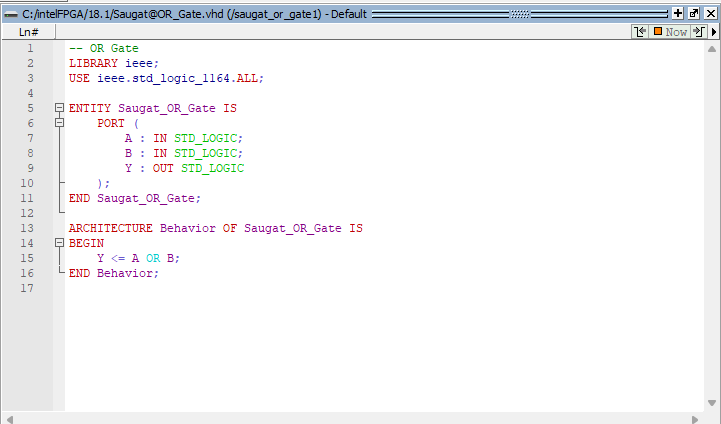 C:/intelFPGA/18.1/Saugat@OR_Gate.vhd (/saugat_or_gate1) - Default
Ln#
Now
1 -- OR Gate
2 LIBRARY ieee;
3 USE ieee.std_logic_1164.ALL;
4
5 ENTITY Saugat_OR_Gate IS
6 PORT (
7 A : IN STD_LOGIC;
8 B : IN STD_LOGIC;
9 Y : OUT STD_LOGIC
10 );
11 END Saugat_OR_Gate;
12
13 ARCHITECTURE Behavior OF Saugat_OR_Gate IS
14 BEGIN
15 Y <= A OR B;
16 END Behavior;
17